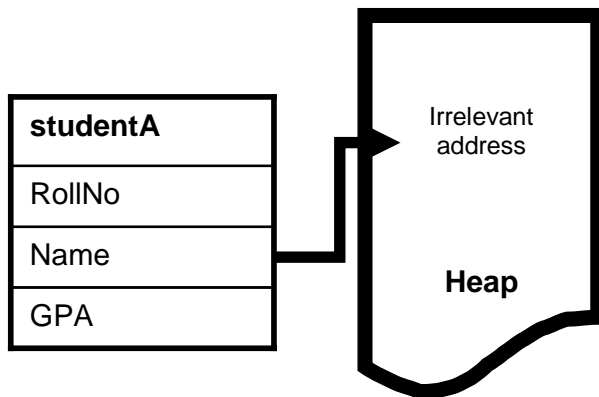 studentA
RollNo
Name
GPA
Irrelevant
address
Heap